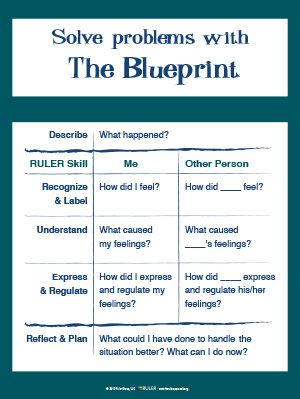 Solve problems with
The Blueprint
Describe What happened?
RULER Skill Me Other Person
Recognize & Label How did I feel? How did ____ feel?
Understand What caused my feelings? What caused ____'s feelings?
Express & Regulate How did I express and regulate my feelings? How did ____ express and regulate his/her feelings?
Reflect & Plan What could I have done to handle the situation better? What can I do now?
RULER